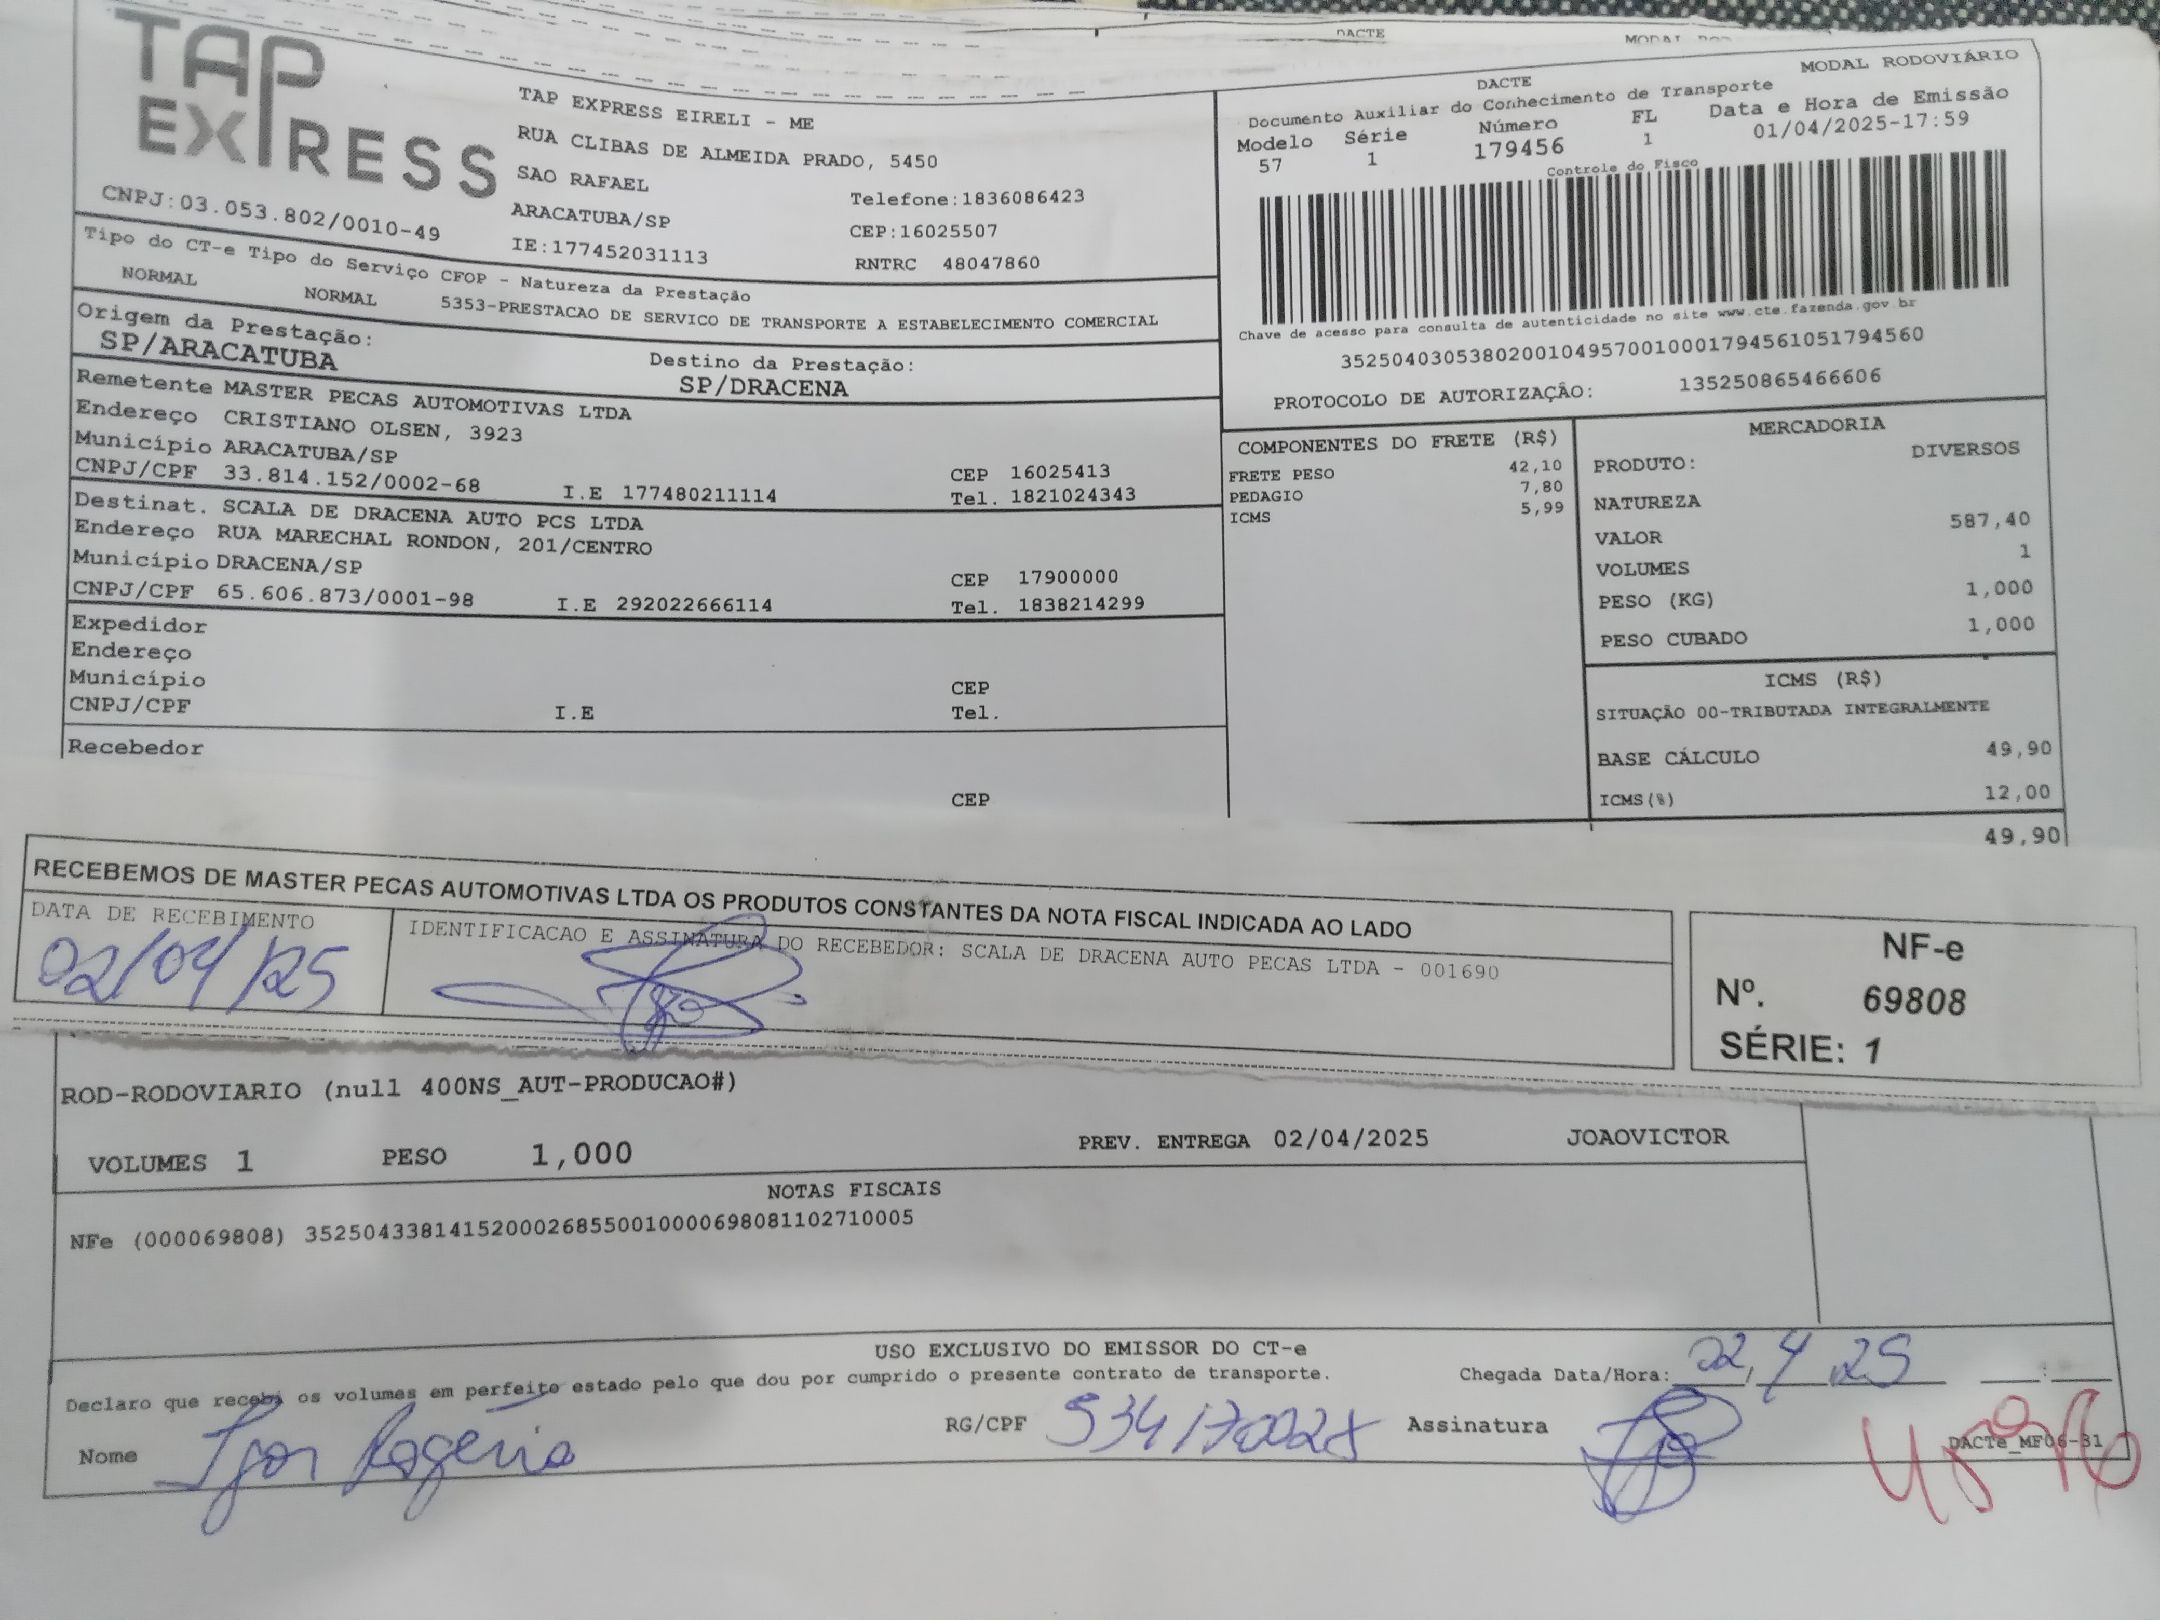 DACTE
TAP EXPRESS
CNPJ:03.053.802/0010-49
TAP EXPRESS EIRELI - ME
RUA CLIBAS DE ALMEIDA PRADO, 5450
SAO RAFAEL
Telefone:1836086423
ARACATUBA/SP
CEP:16025507
IE:177452031113
RNTRC 48047860
DACTE
MODAL RODOVIÁRIO
Documento Auxiliar do Conhecimento de Transporte
Modelo Série Número FL Data e Hora de Emissão
57 1 179456 1 01/04/2025-17:59
Controle do Fisco
Chave de acesso para consulta de autenticidade no site www.cte.fazenda.gov.br
35250403053802001049570010001794561051794560
PROTOCOLO DE AUTORIZAÇÃO: 135250865466606
Tipo do CT-e Tipo do Serviço CFOP - Natureza da Prestação
NORMAL NORMAL 5353-PRESTACAO DE SERVICO DE TRANSPORTE A ESTABELECIMENTO COMERCIAL
Origem da Prestação: Destino da Prestação:
SP/ARACATUBA SP/DRACENA
Remetente MASTER PECAS AUTOMOTIVAS LTDA
Endereço CRISTIANO OLSEN, 3923
Município ARACATUBA/SP CEP 16025413
CNPJ/CPF 33.814.152/0002-68 I.E 177480211114 Tel. 1821024343
Destinat. SCALA DE DRACENA AUTO PCS LTDA
Endereço RUA MARECHAL RONDON, 201/CENTRO
Município DRACENA/SP CEP 17900000
CNPJ/CPF 65.606.873/0001-98 I.E 292022666114 Tel. 1838214299
Expedidor
Endereço
Município CEP
CNPJ/CPF I.E Tel.
Recebedor
CEP
COMPONENTES DO FRETE (R$)
FRETE PESO 42,10
PEDAGIO 7,80
ICMS 5,99
MERCADORIA
PRODUTO: DIVERSOS
NATUREZA
VALOR 587,40
VOLUMES 1
PESO (KG) 1,000
PESO CUBADO 1,000
ICMS (R$)
SITUAÇÃO 00-TRIBUTADA INTEGRALMENTE
BASE CÁLCULO 49,90
ICMS(%) 12,00
49,90
RECEBEMOS DE MASTER PECAS AUTOMOTIVAS LTDA OS PRODUTOS CONSTANTES DA NOTA FISCAL INDICADA AO LADO
DATA DE RECEBIMENTO
02/04/25
IDENTIFICACAO E ASSINATURA DO RECEBEDOR: SCALA DE DRACENA AUTO PECAS LTDA - 001690
NF-e
Nº. 69808
SÉRIE: 1
ROD-RODOVIARIO (null 400NS_AUT-PRODUCAO#)
VOLUMES 1 PESO 1,000 PREV. ENTREGA 02/04/2025 JOAOVICTOR
NOTAS FISCAIS
NFe (000069808) 35250433814152000268550010000698081102710005
USO EXCLUSIVO DO EMISSOR DO CT-e
Declaro que recebi os volumes em perfeito estado pelo que dou por cumprido o presente contrato de transporte.
Chegada Data/Hora: 02 4 25
Nome Igor Rogério RG/CPF Assinatura
DACTe_MF06-31